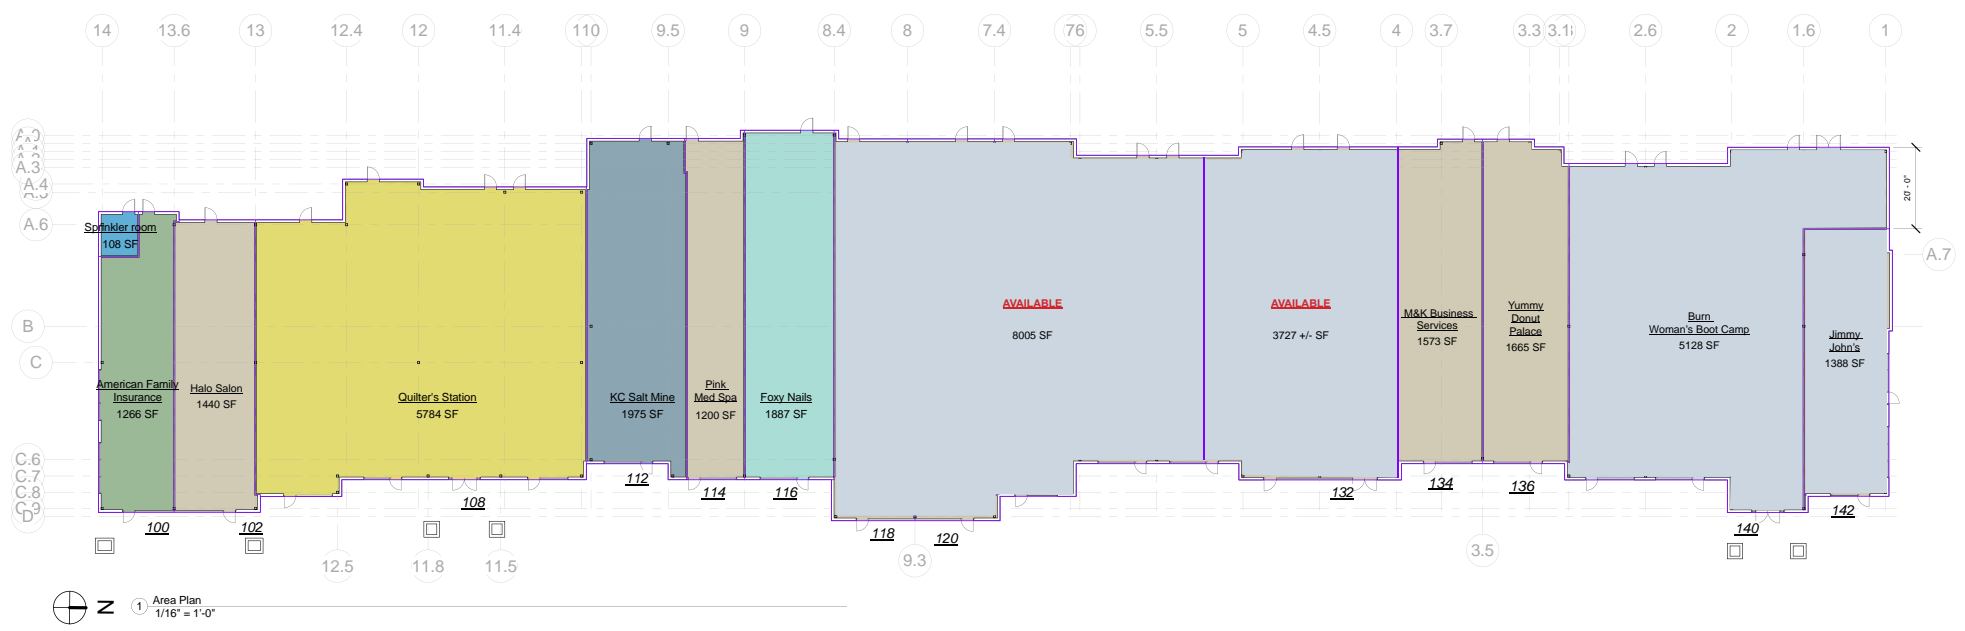 14 13.6 13 12.4 12 11.4 110 9.5 9 8.4 8 7.4 76 5.5 5 4.5 4 3.7 3.3 3.1 2.6 2 1.6 1
A.0
A.3
A.4
A.6
A.7
B
C
C.6
C.7
C.8
C.9
D
20' - 0"
Sprinkler room
108 SF
American Family
Insurance
1266 SF
Halo Salon
1440 SF
Quilter's Station
5784 SF
KC Salt Mine
1975 SF
Pink
Med Spa
1200 SF
Foxy Nails
1887 SF
AVAILABLE
8005 SF
AVAILABLE
3727 +/- SF
M&K Business
Services
1573 SF
Yummy
Donut
Palace
1665 SF
Burn
Woman's Boot Camp
5128 SF
Jimmy
John's
1388 SF
100
102
108
112
114
116
118
120
132
134
136
140
142
12.5 11.8 11.5 9.3 3.5
N
1 Area Plan
1/16" = 1'-0"